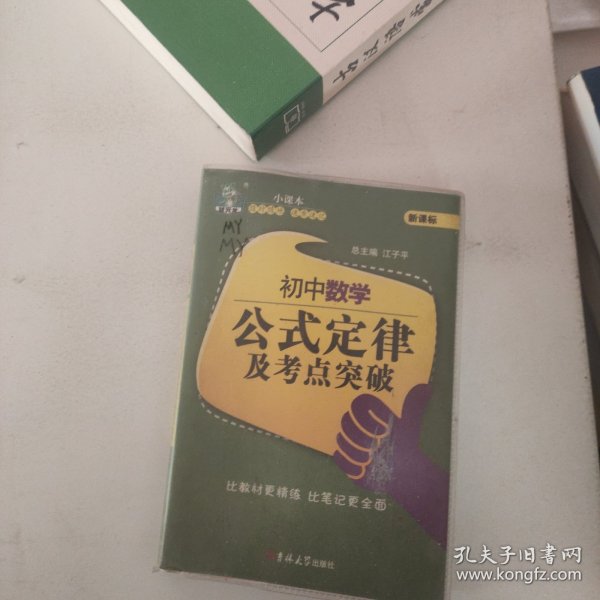 小课本
新课标
MY
MY
总主编 江子平
初中数学
公式定律
及考点突破
比教材更精练 比笔记更全面
吉林大学出版社
孔夫子旧书网
www.kongfz.com